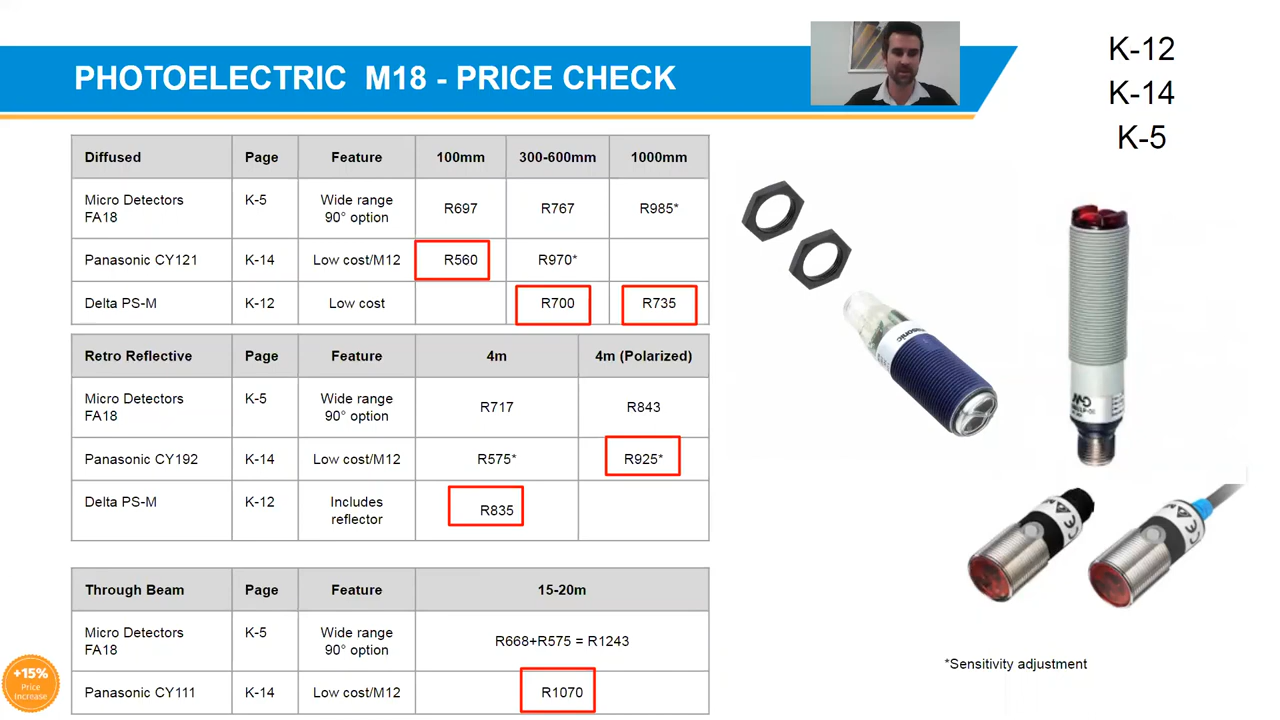 PHOTOELECTRIC M18 - PRICE CHECK
K-12
K-14
K-5
Diffused Page Feature 100mm 300-600mm 1000mm
Micro Detectors FA18 K-5 Wide range 90° option R697 R767 R985*
Panasonic CY121 K-14 Low cost/M12 R560 R970*
Delta PS-M K-12 Low cost R700 R735
Retro Reflective Page Feature 4m 4m (Polarized)
Micro Detectors FA18 K-5 Wide range 90° option R717 R843
Panasonic CY192 K-14 Low cost/M12 R575* R925*
Delta PS-M K-12 Includes reflector R835
Through Beam Page Feature 15-20m
Micro Detectors FA18 K-5 Wide range 90° option R668+R575 = R1243
Panasonic CY111 K-14 Low cost/M12 R1070
*Sensitivity adjustment
+15%
Price
Increase